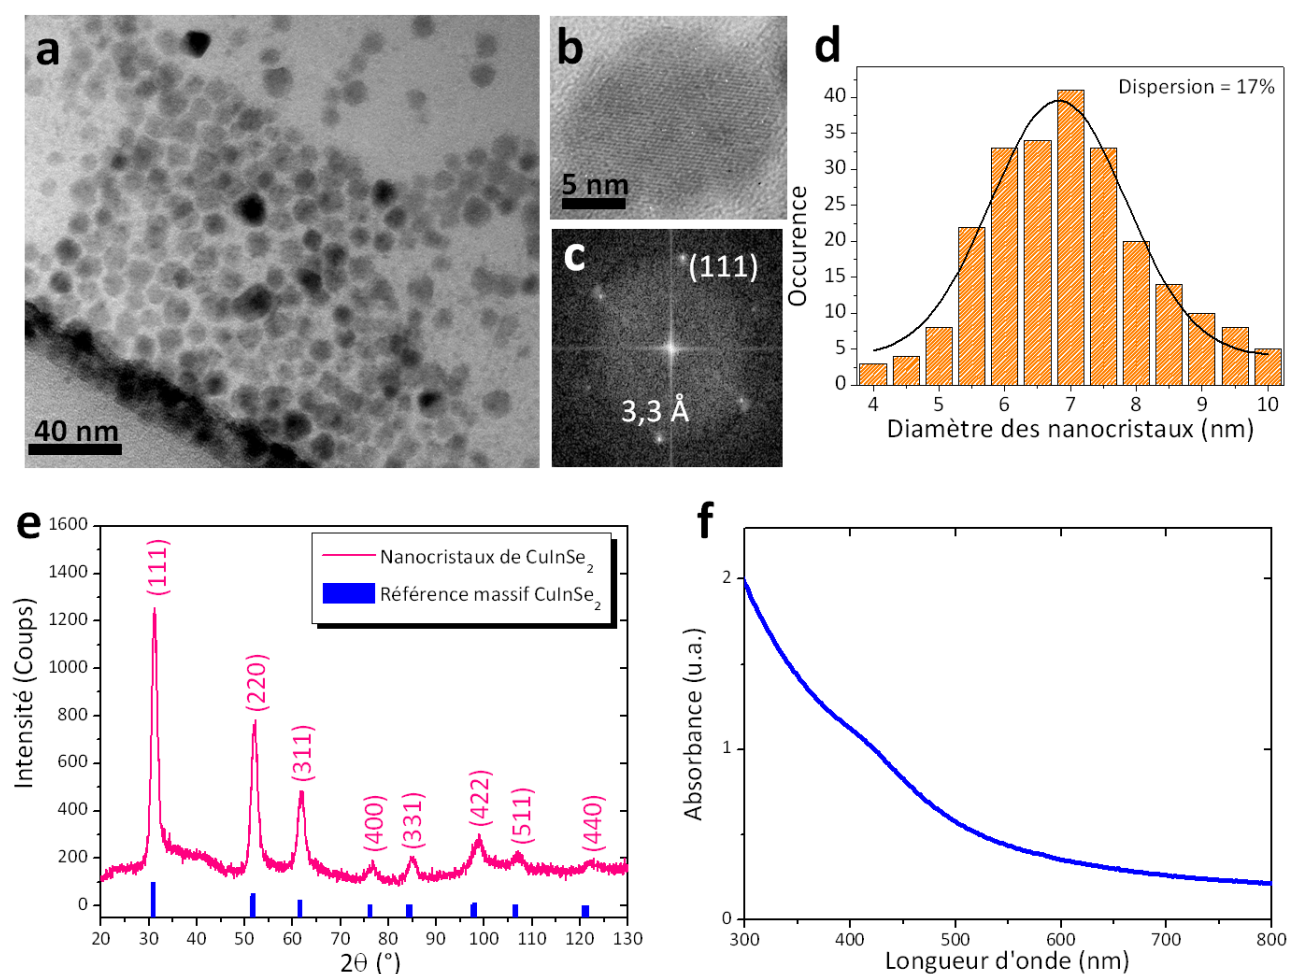 a
40 nm
b
5 nm
c
(111)
3,3 Å
d
Dispersion = 17%
Occurence
40
35
30
25
20
15
10
5
0
4 5 6 7 8 9 10
Diamètre des nanocristaux (nm)
e
Intensité (Coups)
1600
1400
1200
1000
800
600
400
200
0
Nanocristaux de CuInSe2
Référence massif CuInSe2
(111)
(220)
(311)
(400)
(331)
(422)
(511)
(440)
20 30 40 50 60 70 80 90 100 110 120 130
2θ (°)
f
Absorbance (u.a.)
2
1
0
300 400 500 600 700 800
Longueur d'onde (nm)